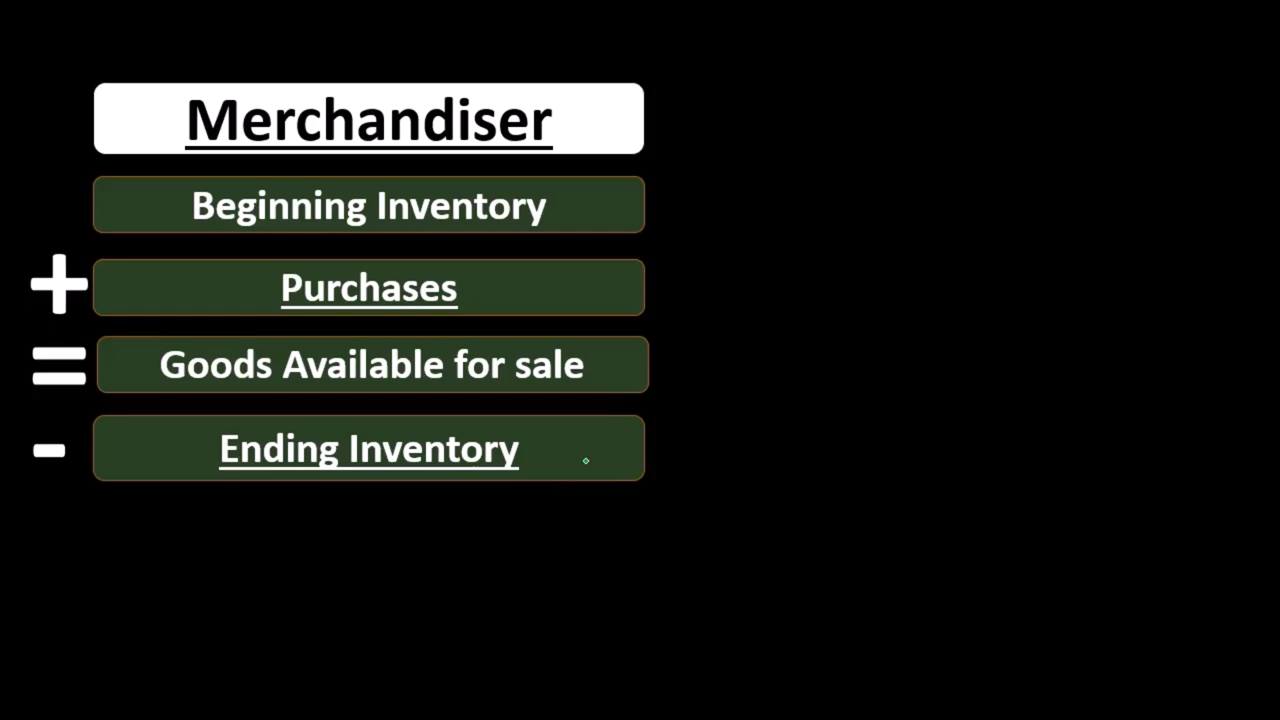 Merchandiser
Beginning Inventory
+ Purchases
= Goods Available for sale
- Ending Inventory